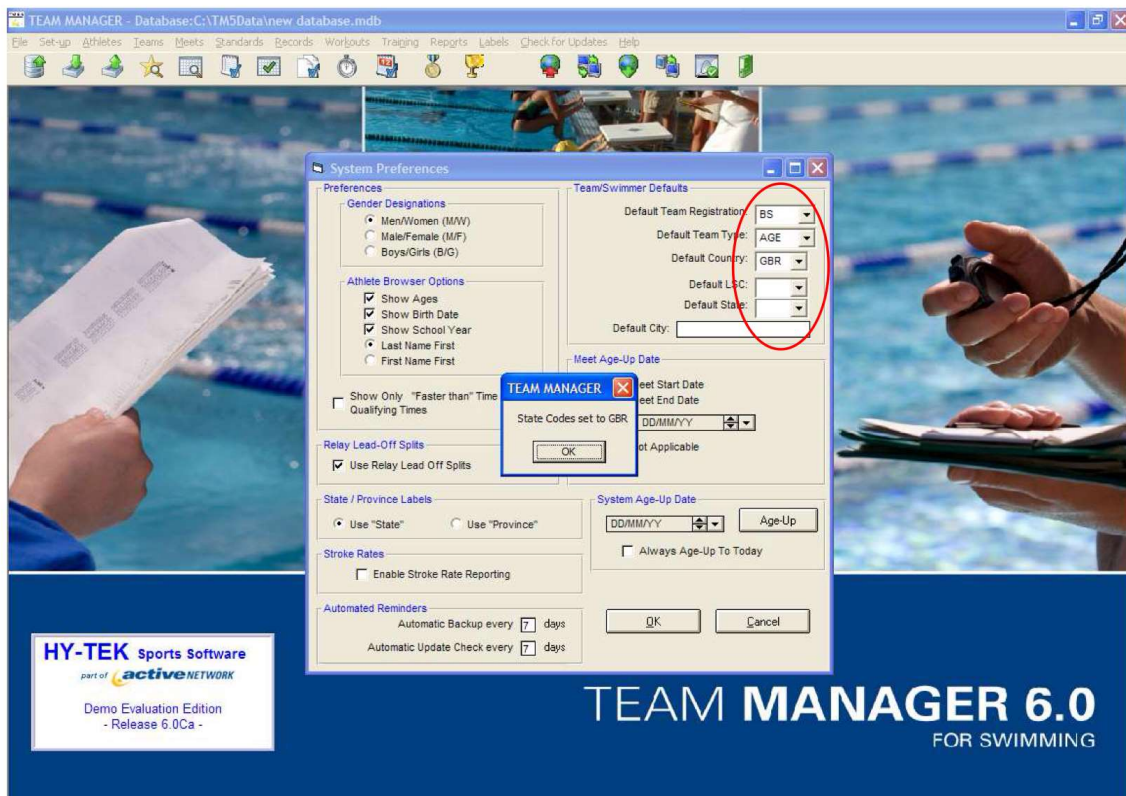 TEAM MANAGER - Database:C:\TM5Data\new database.mdb
File Set-up Athletes Teams Meets Standards Records Workouts Training Reports Labels Check for Updates Help
System Preferences
Preferences
Gender Designations
Men/Women (M/W)
Male/Female (M/F)
Boys/Girls (B/G)
Athlete Browser Options
Show Ages
Show Birth Date
Show School Year
Last Name First
First Name First
Show Only "Faster than" Time
Qualifying Times
Relay Lead-Off Splits
Use Relay Lead Off Splits
State / Province Labels
Use "State" Use "Province"
Stroke Rates
Enable Stroke Rate Reporting
Automated Reminders
Automatic Backup every 7 days
Automatic Update Check every 7 days
Team/Swimmer Defaults
Default Team Registration: BS
Default Team Type: AGE
Default Country: GBR
Default LSC:
Default State:
Default City:
Meet Age-Up Date
eet Start Date
eet End Date
DD/MM/YY
ot Applicable
System Age-Up Date
DD/MM/YY Age-Up
Always Age-Up To Today
OK Cancel
TEAM MANAGER
State Codes set to GBR
OK
HY-TEK Sports Software
part of active NETWORK
Demo Evaluation Edition
- Release 6.0Ca -
TEAM MANAGER 6.0
FOR SWIMMING